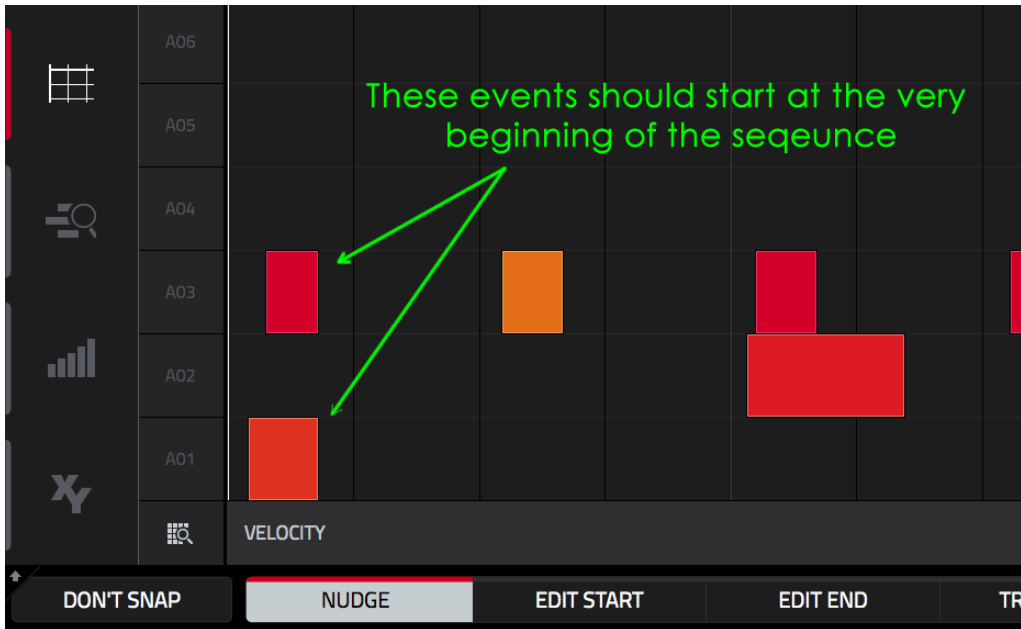 A06
These events should start at the very
beginning of the seqeunce
A05
A04
A03
A02
A01
XY
VELOCITY
DON'T SNAP
NUDGE
EDIT START
EDIT END
TR